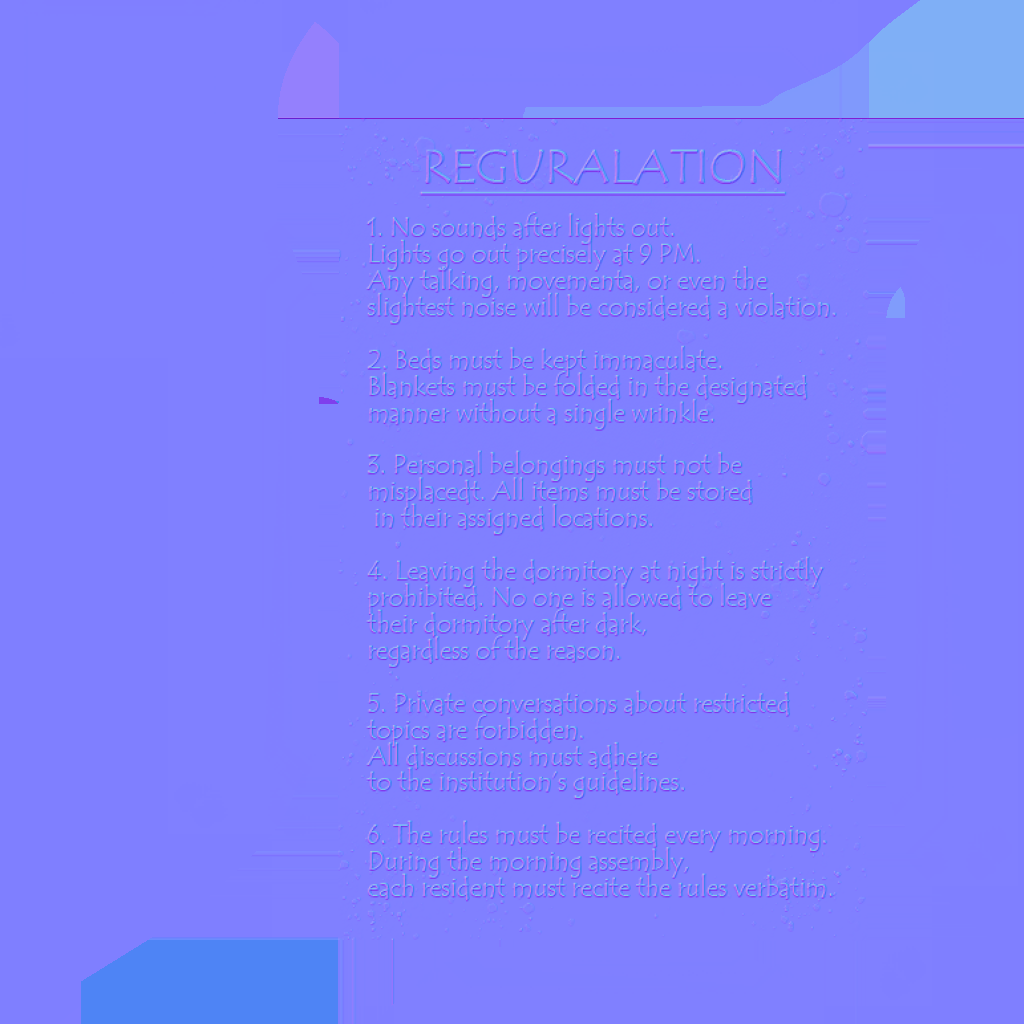 REGURALATION
1. No sounds after lights out.
Lights go out precisely at 9 PM.
Any talking, movementa, or even the
slightest noise will be considered a violation.
2. Beds must be kept immaculate.
Blankets must be folded in the designated
manner without a single wrinkle.
3. Personal belongings must not be
misplacedt. All items must be stored
in their assigned locations.
4. Leaving the dormitory at night is strictly
prohibited. No one is allowed to leave
their dormitory after dark,
regardless of the reason.
5. Private conversations about restricted
topics are forbidden.
All discussions must adhere
to the institution's guidelines.
6. The rules must be recited every morning.
During the morning assembly,
each resident must recite the rules verbatim.